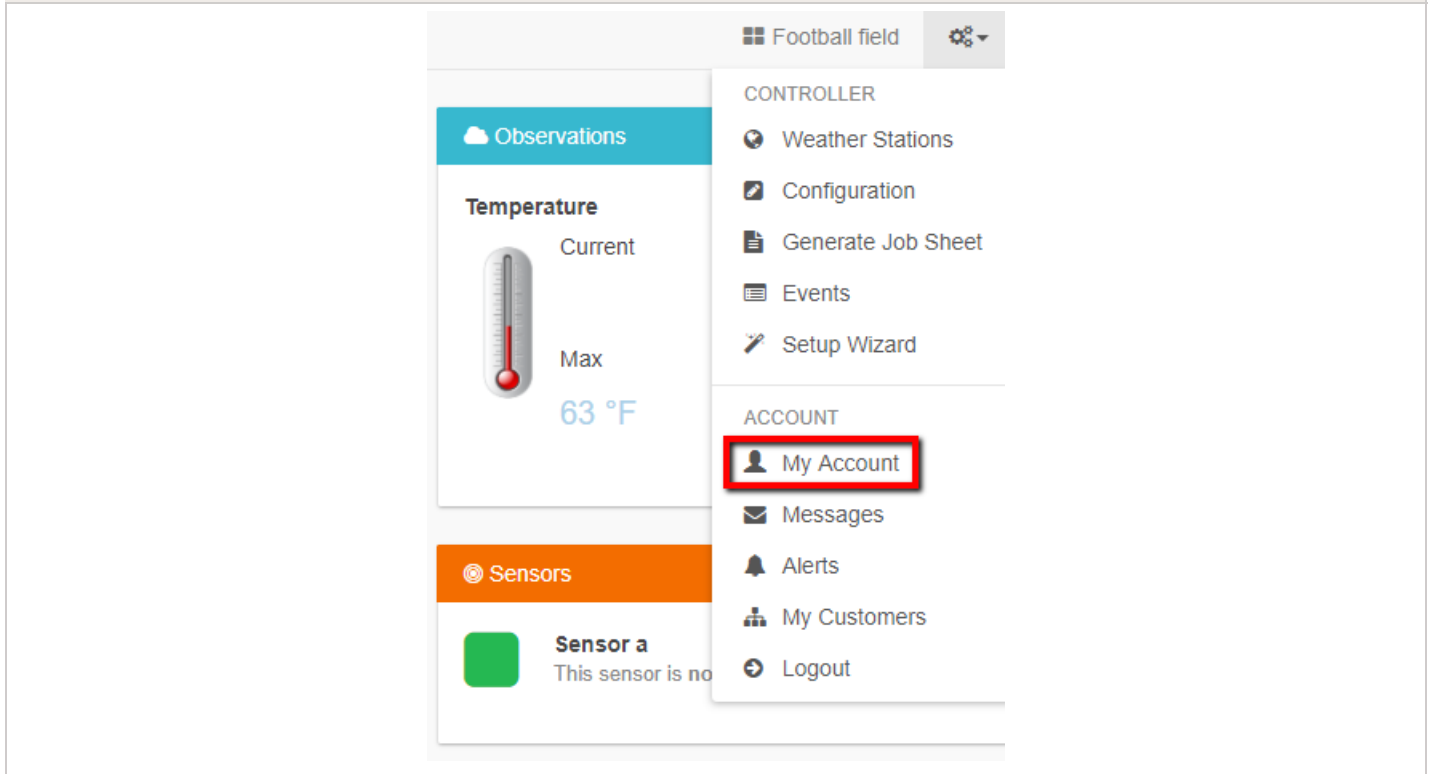 Football field
Observations
Temperature
Current
Max
63 °F
Sensors
Sensor a
This sensor is no
CONTROLLER
Weather Stations
Configuration
Generate Job Sheet
Events
Setup Wizard
ACCOUNT
My Account
Messages
Alerts
My Customers
Logout